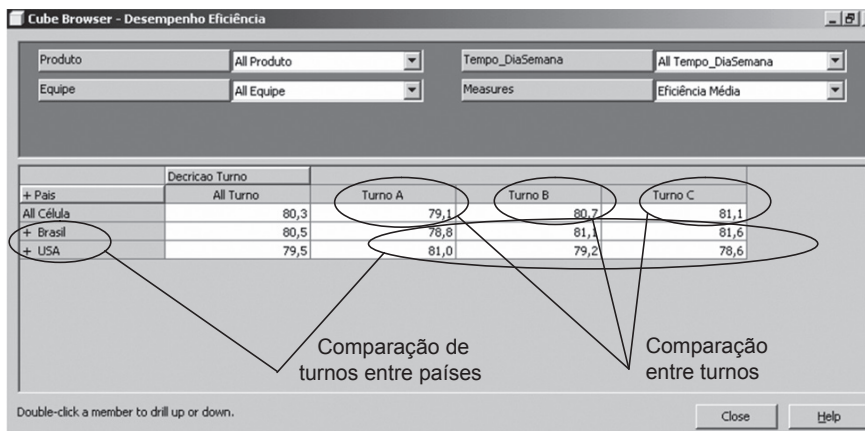 Cube Browser - Desempenho Eficiência
Produto All Produto Tempo_DiaSemana All Tempo_DiaSemana
Equipe All Equipe Measures Eficiência Média
Decricao Turno
+ Pais All Turno Turno A Turno B Turno C
All Célula 80,3 79,1 80,7 81,1
+ Brasil 80,5 78,8 81,1 81,6
+ USA 79,5 81,0 79,2 78,6
Comparação de
turnos entre países
Comparação
entre turnos
Double-click a member to drill up or down.
Close Help